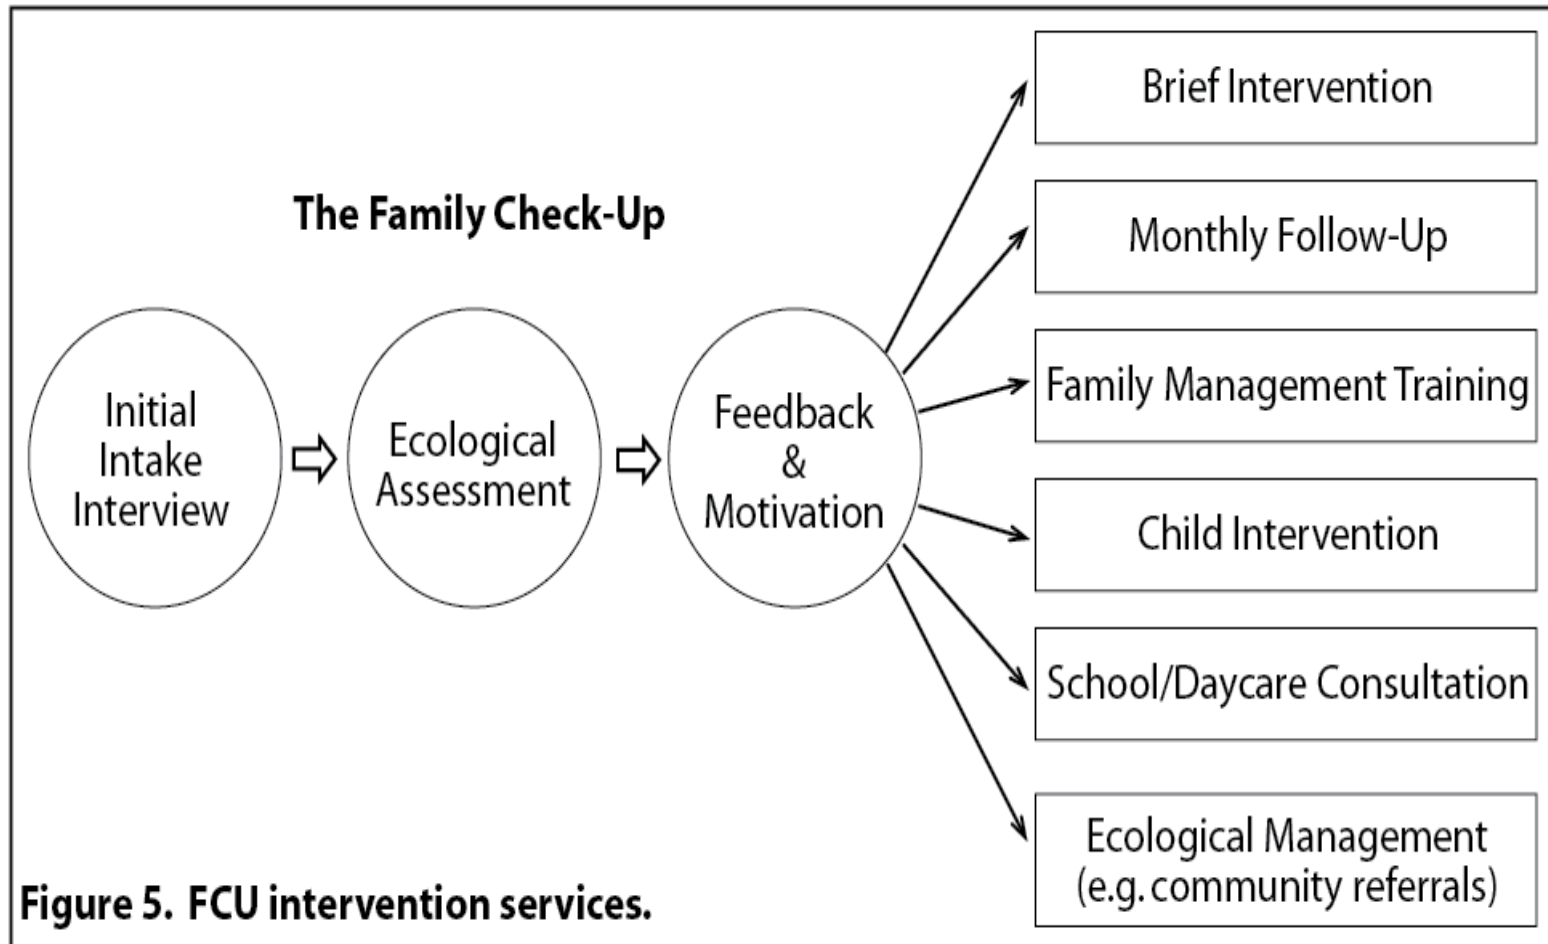 The Family Check-Up
Initial
Intake
Interview
Ecological
Assessment
Feedback
&
Motivation
Brief Intervention
Monthly Follow-Up
Family Management Training
Child Intervention
School/Daycare Consultation
Ecological Management
(e.g. community referrals)
Figure 5. FCU intervention services.